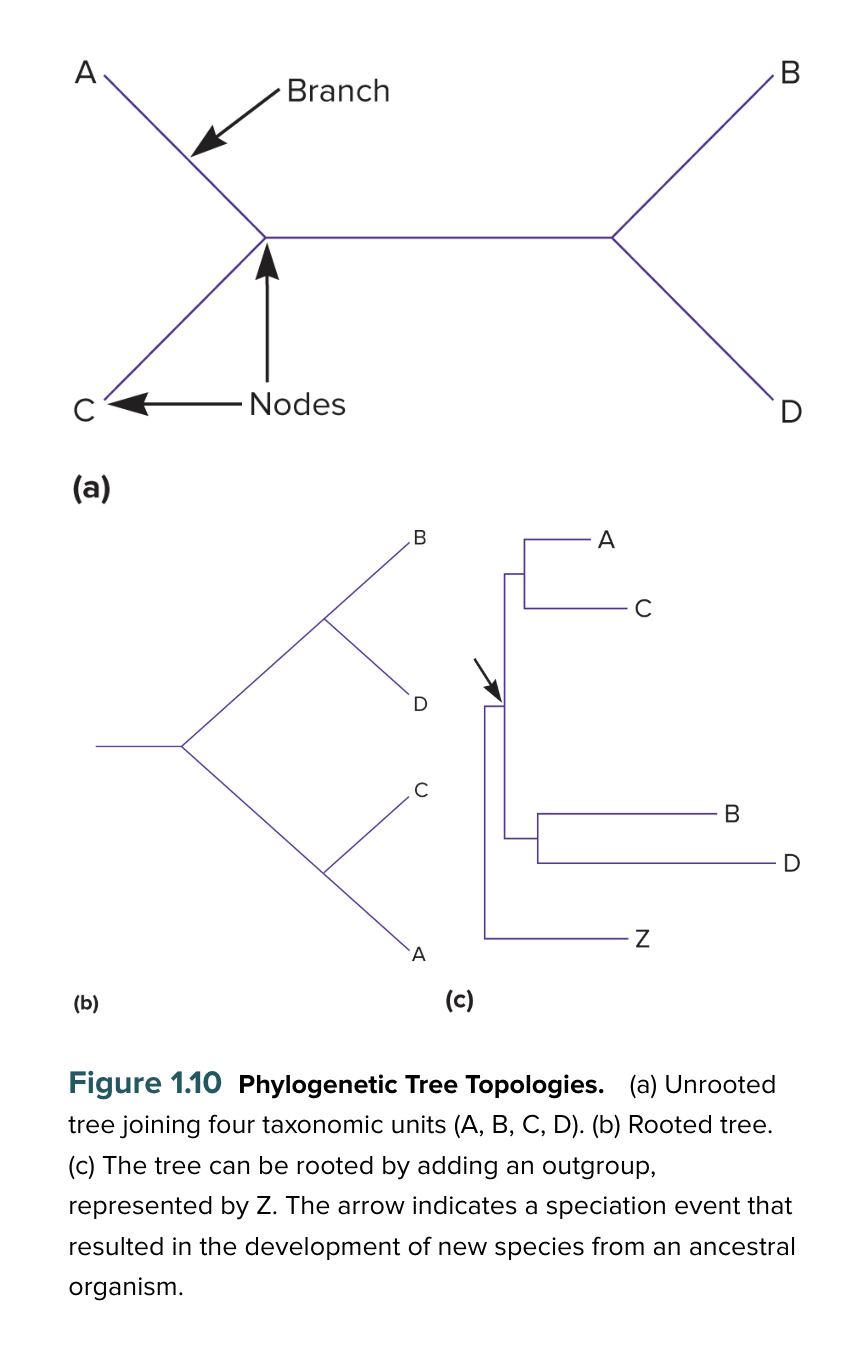 A
Branch
B
C
Nodes
D
(a)
B
D
C
A
(b)
A
C
B
D
Z
(c)
Figure 1.10 Phylogenetic Tree Topologies. (a) Unrooted
tree joining four taxonomic units (A, B, C, D). (b) Rooted tree.
(c) The tree can be rooted by adding an outgroup,
represented by Z. The arrow indicates a speciation event that
resulted in the development of new species from an ancestral
organism.